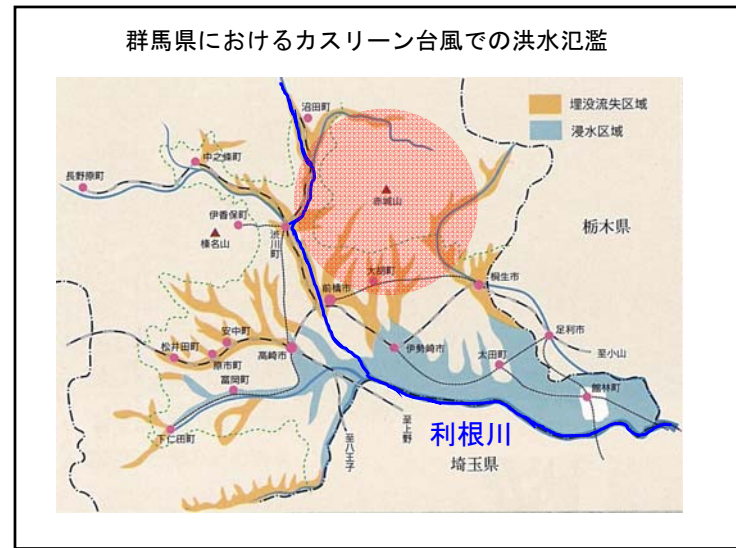 群馬県におけるカスリーン台風での洪水氾濫
埋没流失区域
浸水区域
沼田町
中之條町
長野原町
赤城山
伊香保町
榛名山
渋川町
栃木県
大胡町
桐生市
前橋市
安中町
松井田町
原市町
高崎市
伊勢崎市
太田町
足利市
至小山
富岡町
館林町
下仁田町
利根川
至上野
至八王子
埼玉県